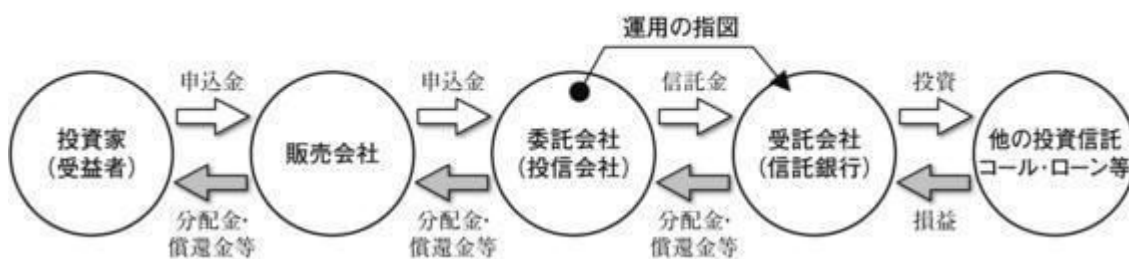 運用の指図
申込金
申込金
信託金
投資
投資家
(受益者)
販売会社
委託会社
(投信会社)
受託会社
(信託銀行)
他の投資信託
コール・ローン等
分配金・
償還金等
分配金・
償還金等
分配金・
償還金等
損益